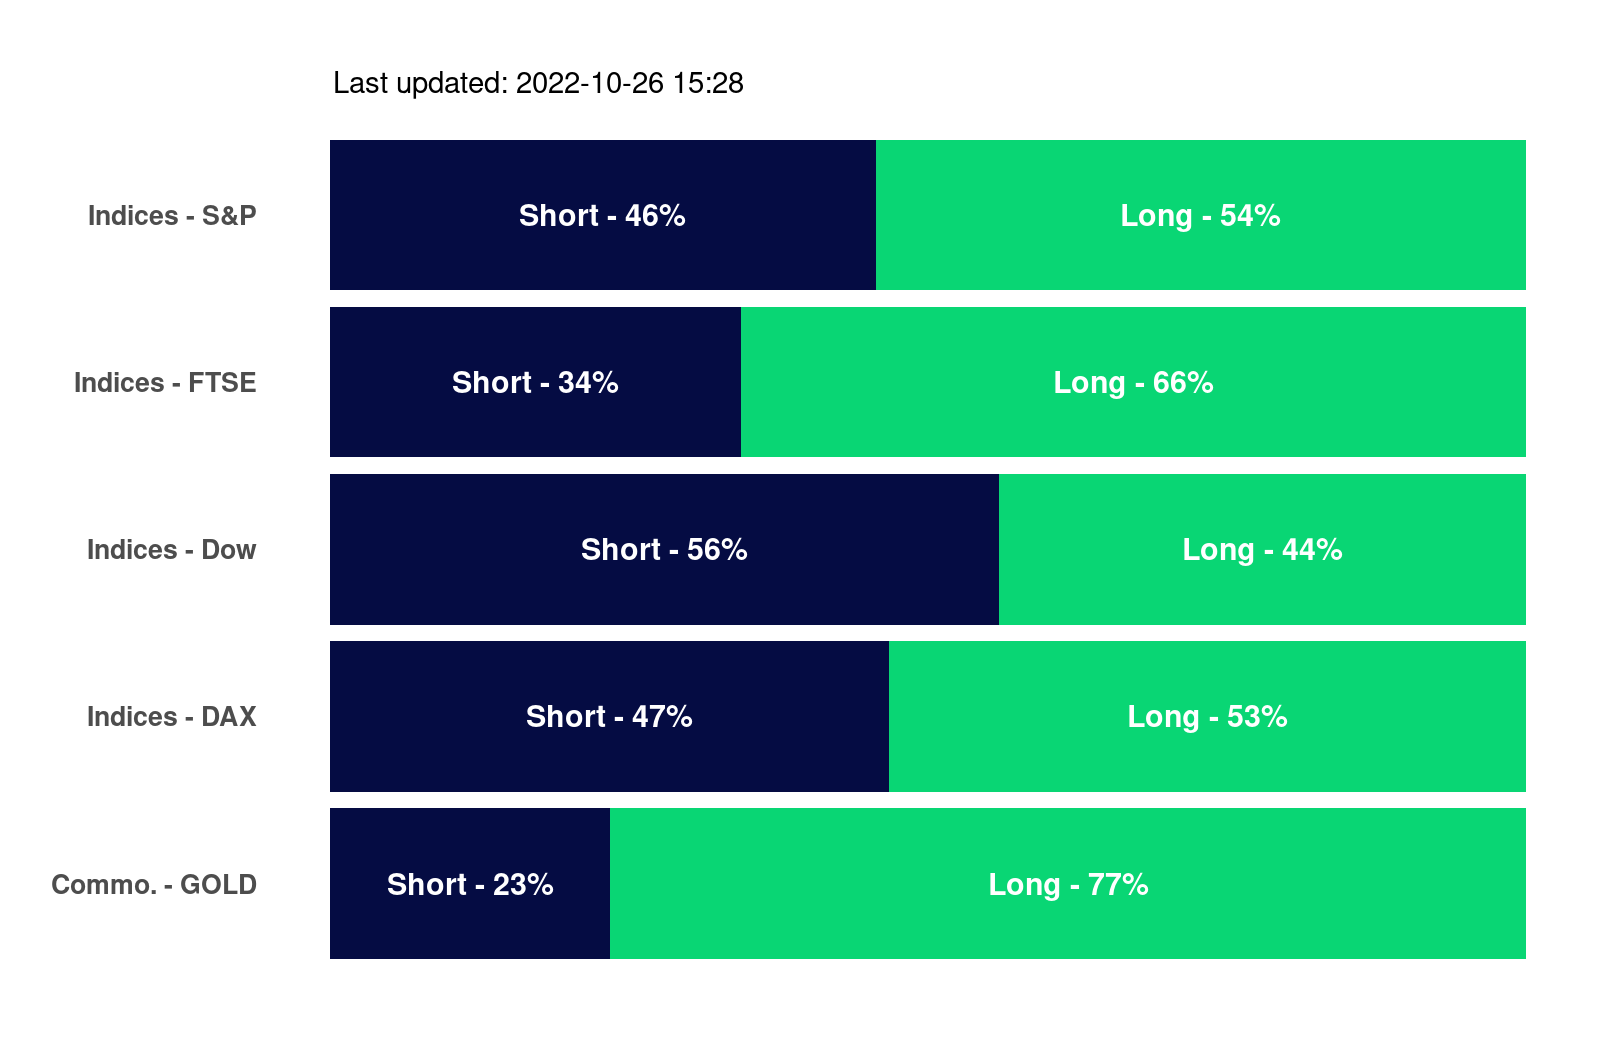 Last updated: 2022-10-26 15:28
Indices - S&P Short - 46% Long - 54%
Indices - FTSE Short - 34% Long - 66%
Indices - Dow Short - 56% Long - 44%
Indices - DAX Short - 47% Long - 53%
Commo. - GOLD Short - 23% Long - 77%